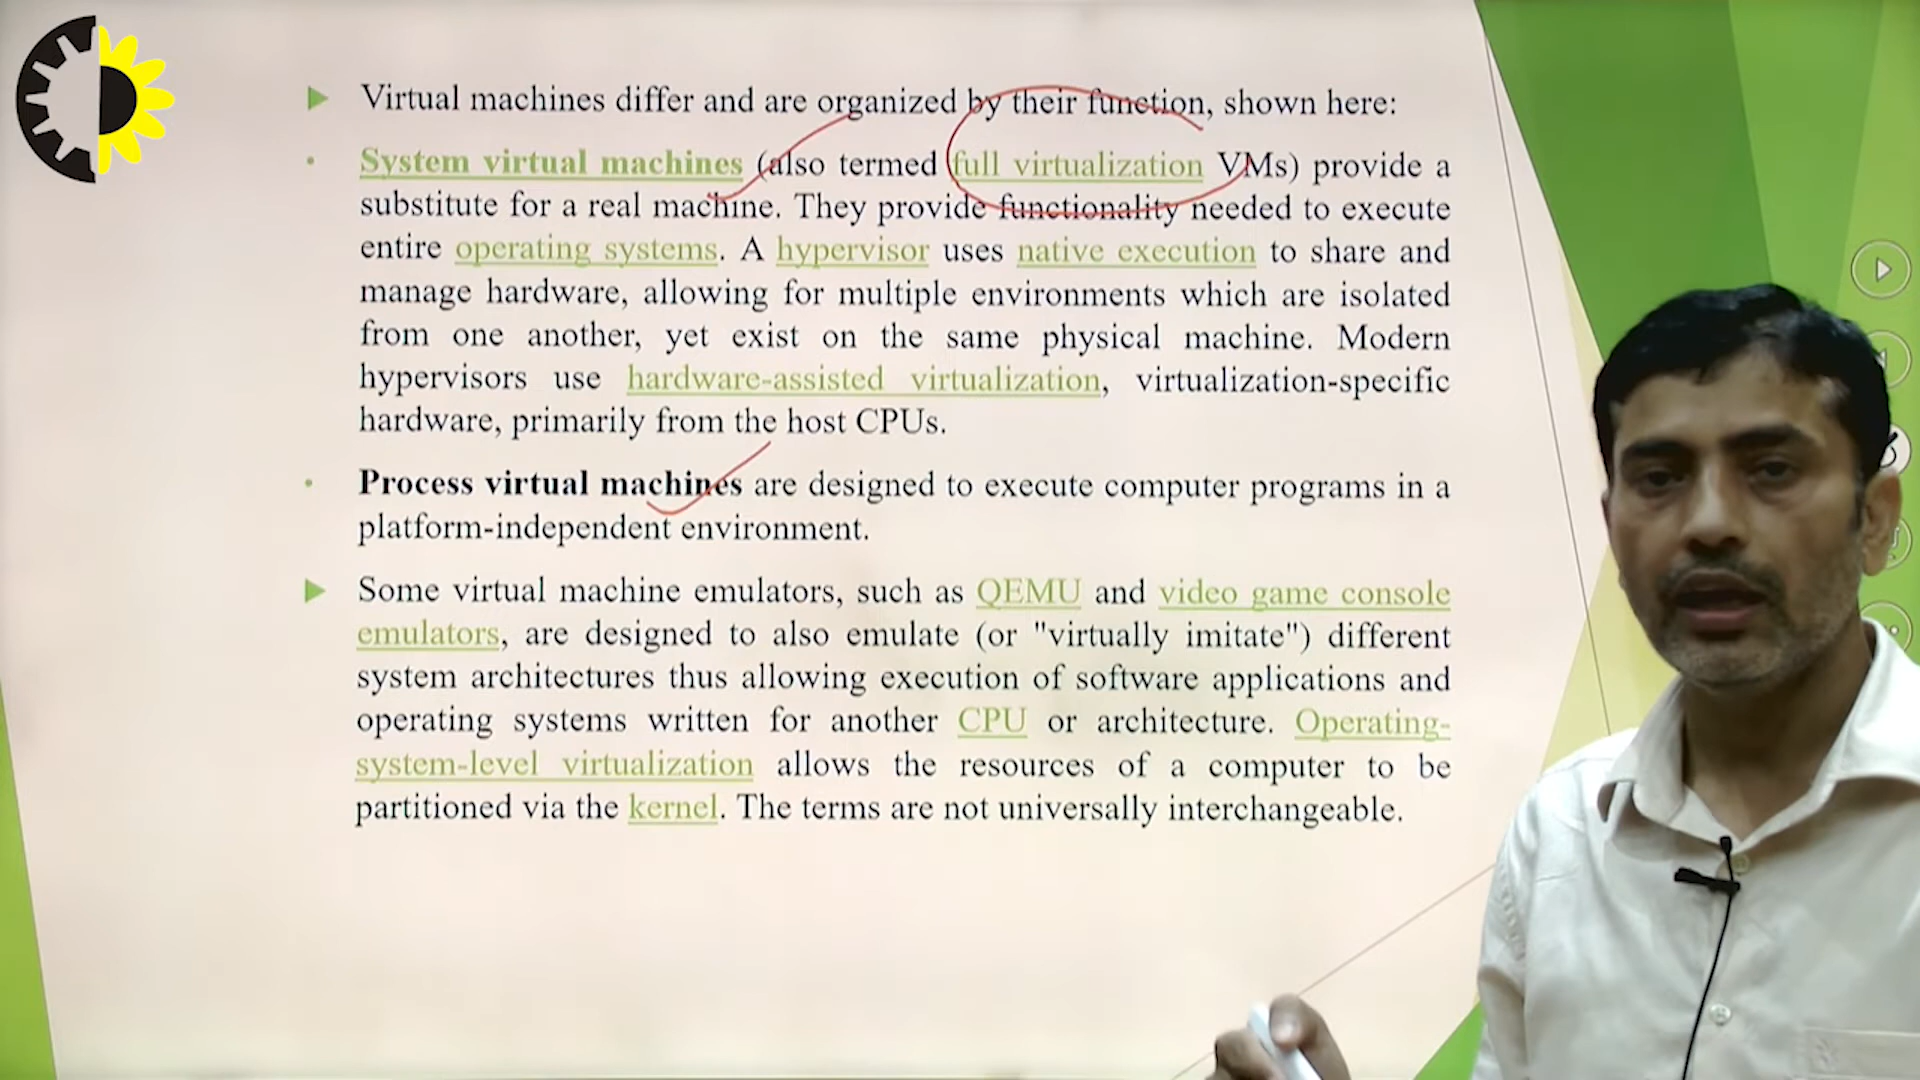 Virtual machines differ and are organized by their function, shown here:
System virtual machines (also termed full virtualization VMs) provide a
substitute for a real machine. They provide functionality needed to execute
entire operating systems. A hypervisor uses native execution to share and
manage hardware, allowing for multiple environments which are isolated
from one another, yet exist on the same physical machine. Modern
hypervisors use hardware-assisted virtualization, virtualization-specific
hardware, primarily from the host CPUs.
Process virtual machines are designed to execute computer programs in a
platform-independent environment.
Some virtual machine emulators, such as QEMU and video game console
emulators, are designed to also emulate (or "virtually imitate") different
system architectures thus allowing execution of software applications and
operating systems written for another CPU or architecture. Operating-
system-level virtualization allows the resources of a computer to be
partitioned via the kernel. The terms are not universally interchangeable.